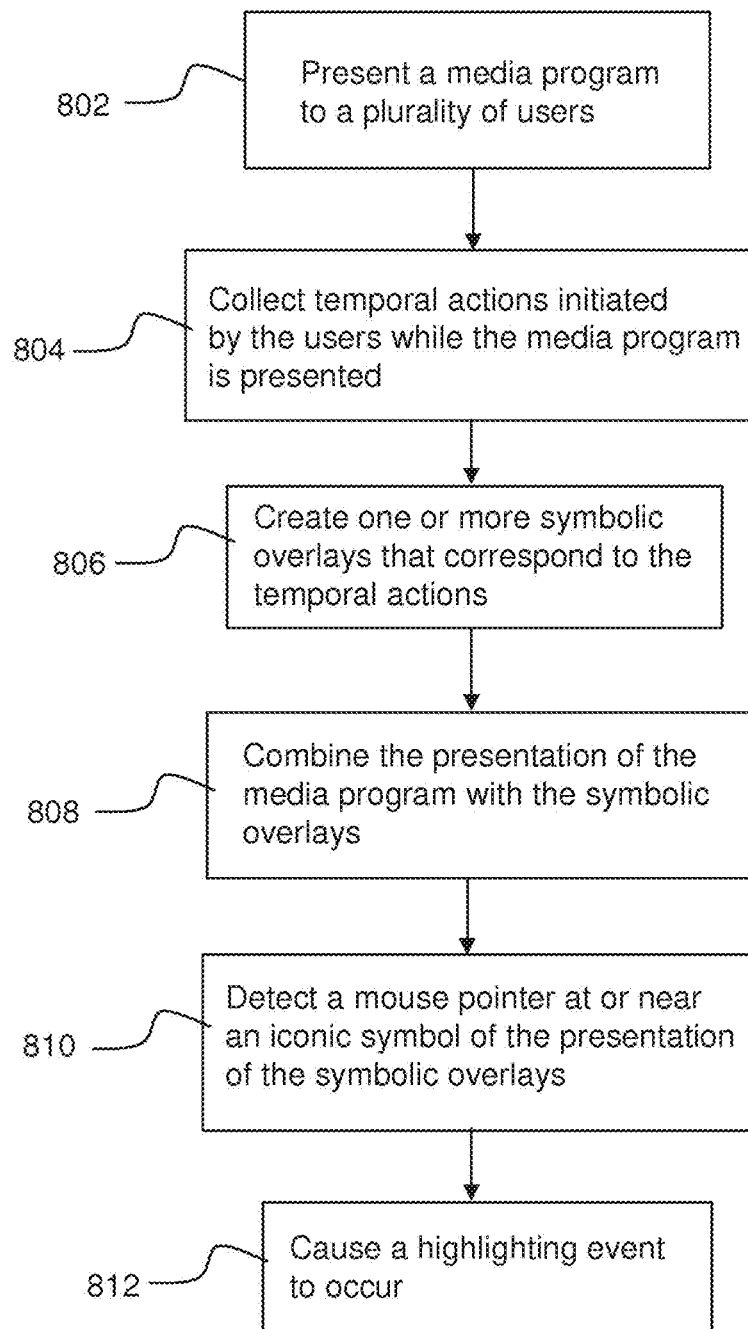 802
Present a media program
to a plurality of users
804
Collect temporal actions initiated
by the users while the media program
is presented
806
Create one or more symbolic
overlays that correspond to the
temporal actions
808
Combine the presentation of the
media program with the symbolic
overlays
810
Detect a mouse pointer at or near
an iconic symbol of the presentation
of the symbolic overlays
812
Cause a highlighting event
to occur